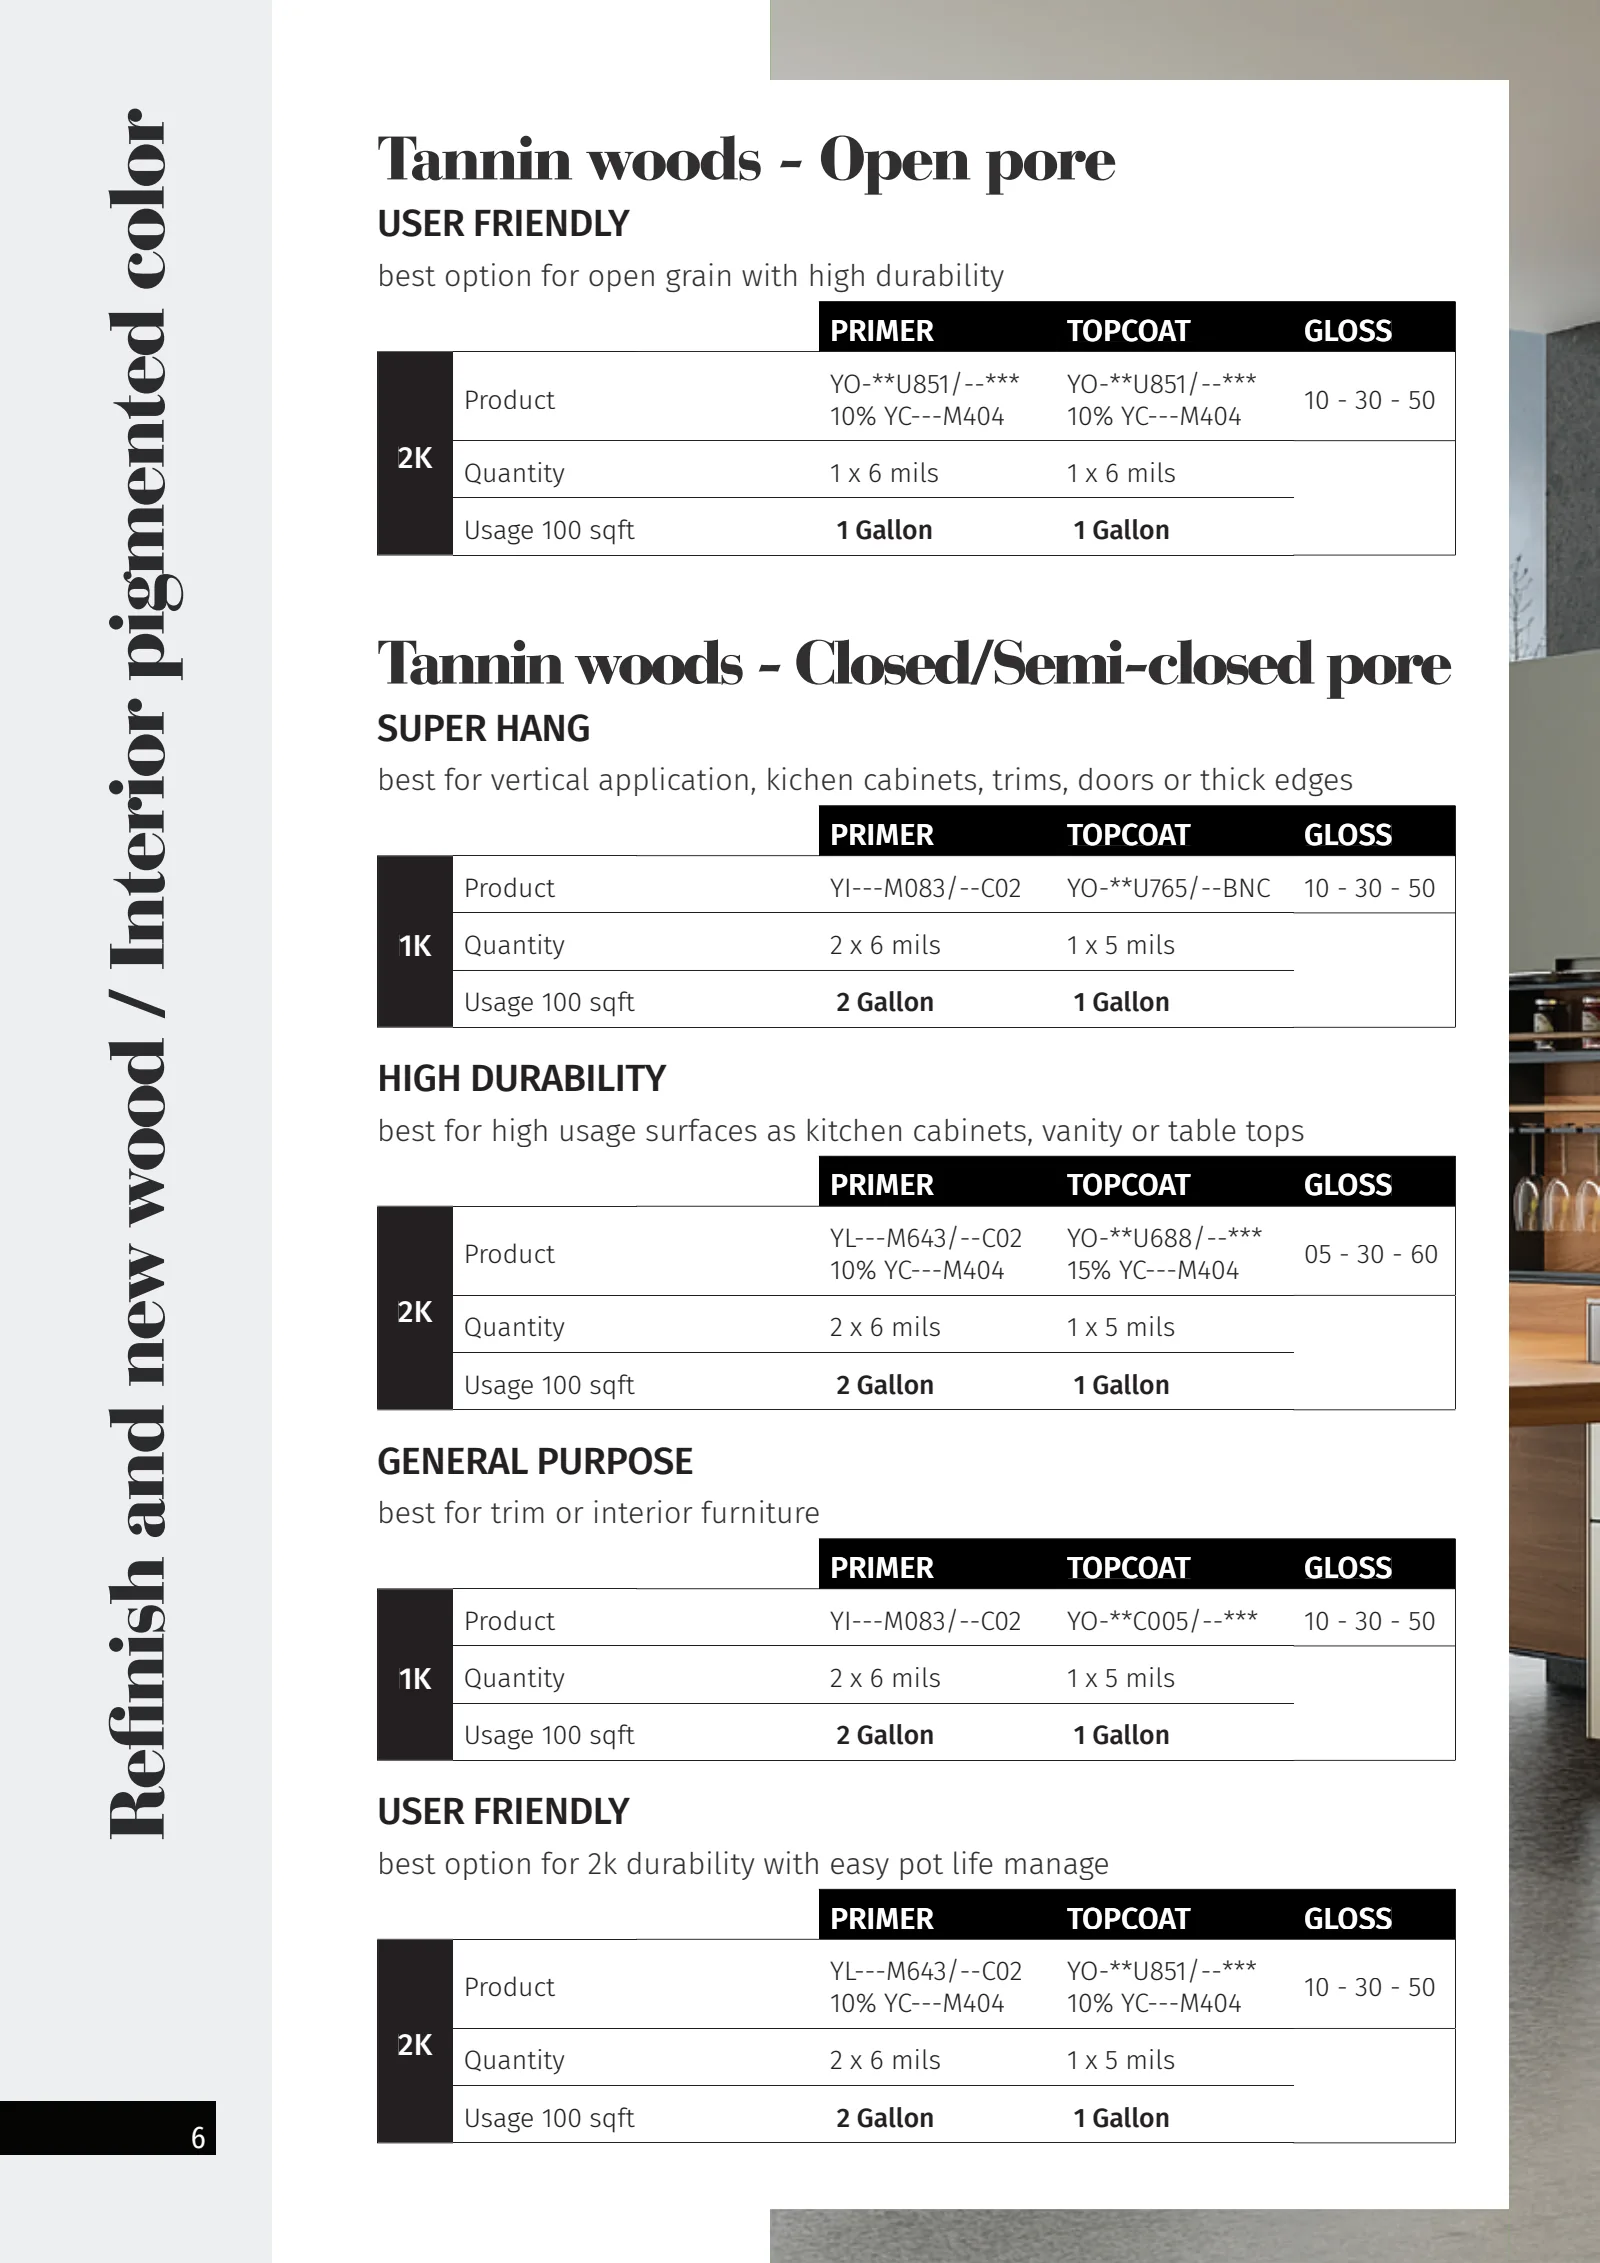 Refinish and new wood / Interior pigmented color
Tannin woods - Open pore
USER FRIENDLY
best option for open grain with high durability
PRIMER TOPCOAT GLOSS
2K
Product YO-**U851/--*** YO-**U851/--*** 10 - 30 - 50
10% YC---M404 10% YC---M404
Quantity 1 x 6 mils 1 x 6 mils
Usage 100 sqft 1 Gallon 1 Gallon
Tannin woods - Closed/Semi-closed pore
SUPER HANG
best for vertical application, kichen cabinets, trims, doors or thick edges
PRIMER TOPCOAT GLOSS
1K
Product YI---M083/--C02 YO-**U765/--BNC 10 - 30 - 50
Quantity 2 x 6 mils 1 x 5 mils
Usage 100 sqft 2 Gallon 1 Gallon
HIGH DURABILITY
best for high usage surfaces as kitchen cabinets, vanity or table tops
PRIMER TOPCOAT GLOSS
2K
Product YL---M643/--C02 YO-**U688/--*** 05 - 30 - 60
10% YC---M404 15% YC---M404
Quantity 2 x 6 mils 1 x 5 mils
Usage 100 sqft 2 Gallon 1 Gallon
GENERAL PURPOSE
best for trim or interior furniture
PRIMER TOPCOAT GLOSS
1K
Product YI---M083/--C02 YO-**C005/--*** 10 - 30 - 50
Quantity 2 x 6 mils 1 x 5 mils
Usage 100 sqft 2 Gallon 1 Gallon
USER FRIENDLY
best option for 2k durability with easy pot life manage
PRIMER TOPCOAT GLOSS
2K
Product YL---M643/--C02 YO-**U851/--*** 10 - 30 - 50
10% YC---M404 10% YC---M404
Quantity 2 x 6 mils 1 x 5 mils
Usage 100 sqft 2 Gallon 1 Gallon
6